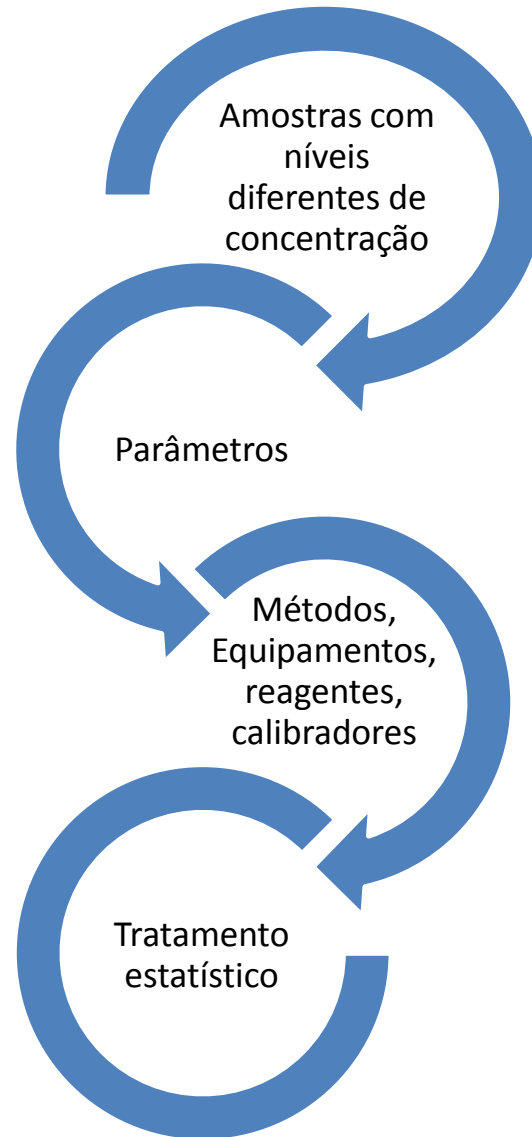 Amostras com
níveis
diferentes de
concentração
Parâmetros
Métodos,
Equipamentos,
reagentes,
calibradores
Tratamento
estatístico